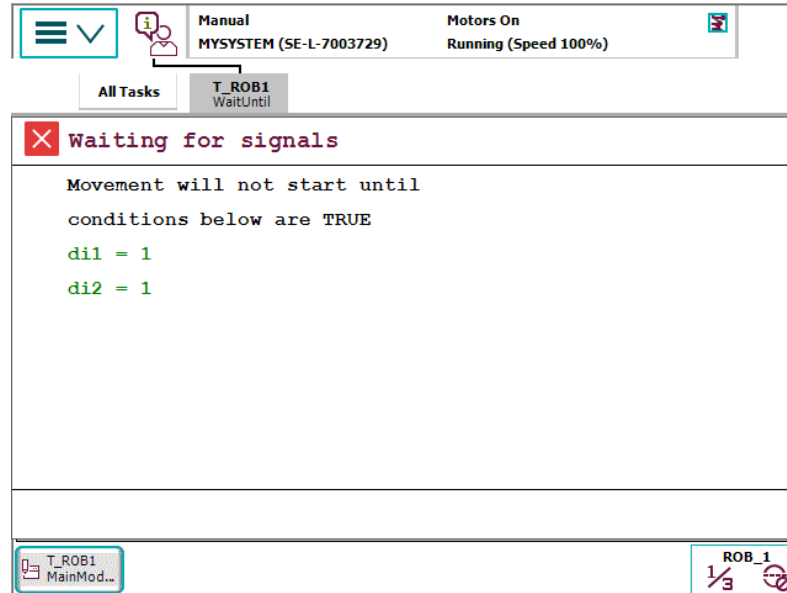 Manual
MYSYSTEM (SE-L-7003729)
Motors On
Running (Speed 100%)
All Tasks
T_ROB1
WaitUntil
Waiting for signals
Movement will not start until
conditions below are TRUE
di1 = 1
di2 = 1
T_ROB1
MainMod...
ROB_1
1/3